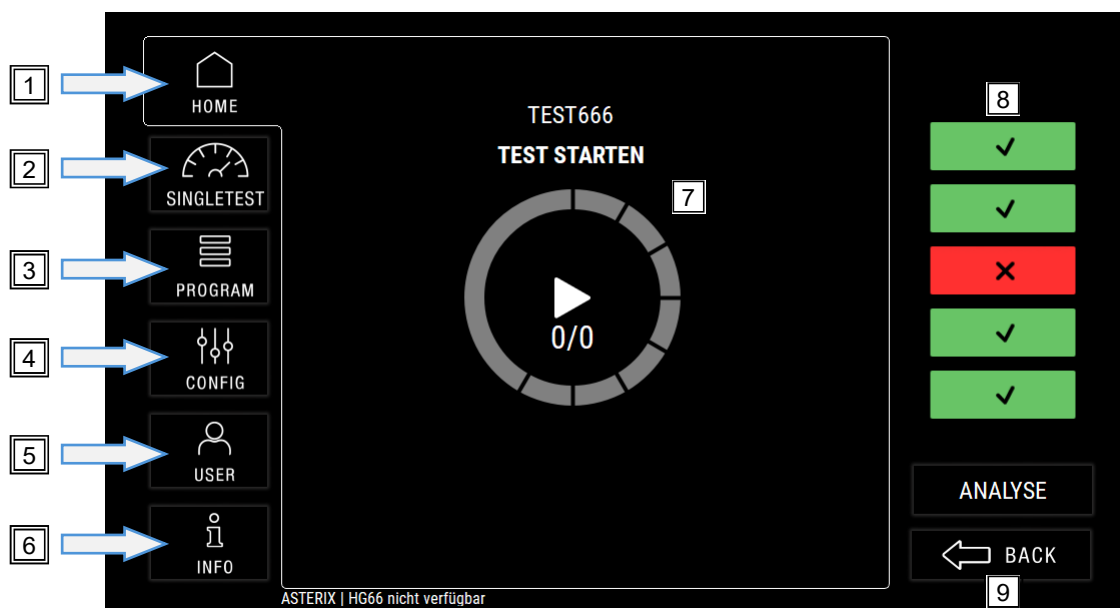 1
HOME
2
SINGLETEST
3
PROGRAM
4
CONFIG
5
USER
6
INFO
TEST666
TEST STARTEN
7
0/0
8
ANALYSE
BACK
9
ASTERIX | HG66 nicht verfügbar